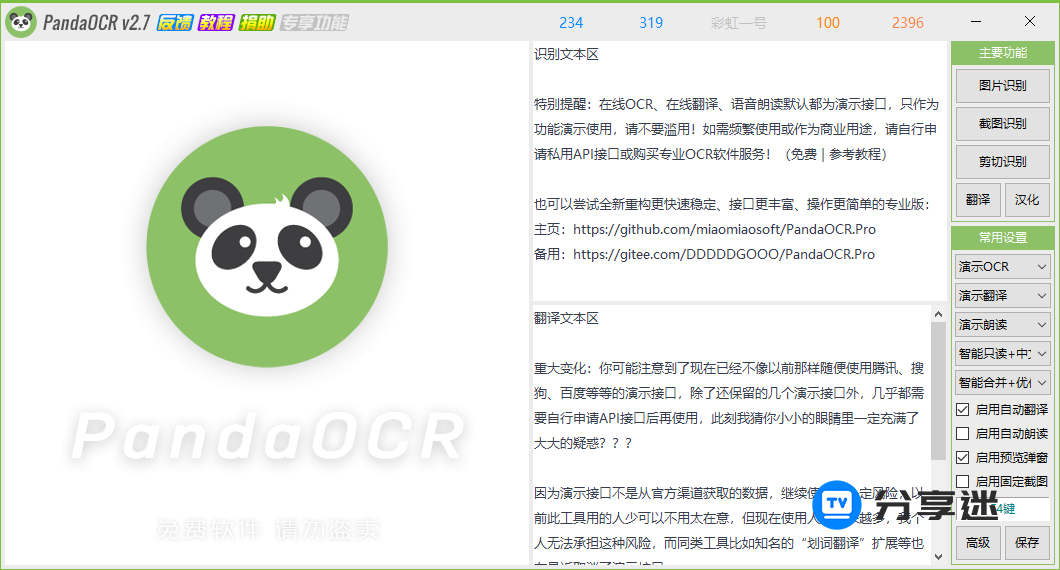 PandaOCR v2.7 反馈 教程 捐助 专享功能 234 319 彩虹一号 100 2396
PandaOCR
免费软件 请勿盗卖
识别文本区
特别提醒：在线OCR、在线翻译、语音朗读默认都为演示接口，只作为
功能演示使用，请不要滥用！如需频繁使用或作为商业用途，请自行申
请私用API接口或购买专业OCR软件服务！（免费 | 参考教程）
也可以尝试全新重构更快速稳定、接口更丰富、操作更简单的专业版：
主页：https://github.com/miaomiaosoft/PandaOCR.Pro
备用：https://gitee.com/DDDDDGOOO/PandaOCR.Pro
翻译文本区
重大变化：你可能注意到了现在已经不像以前那样随便使用腾讯、搜
狗、百度等等的演示接口，除了还保留的几个演示接口外，几乎都需
要自行申请API接口后再使用，此刻我猜你小小的眼睛里一定充满了
大大的疑惑？？？
因为演示接口不是从官方渠道获取的数据，继续使 定风险，以
前此工具用的人少可以不用太在意，但现在使用人 越多，我个
人无法承担这种风险，而同类工具比如知名的“划词翻译”扩展等也
主要功能
图片识别
截图识别
剪切识别
翻译 汉化
常用设置
演示OCR
演示翻译
演示朗读
智能只读+中
智能合并+优
启用自动翻译
启用自动朗读
启用预览弹窗
启用固定截图
4键
高级 保存
TV 分享迷